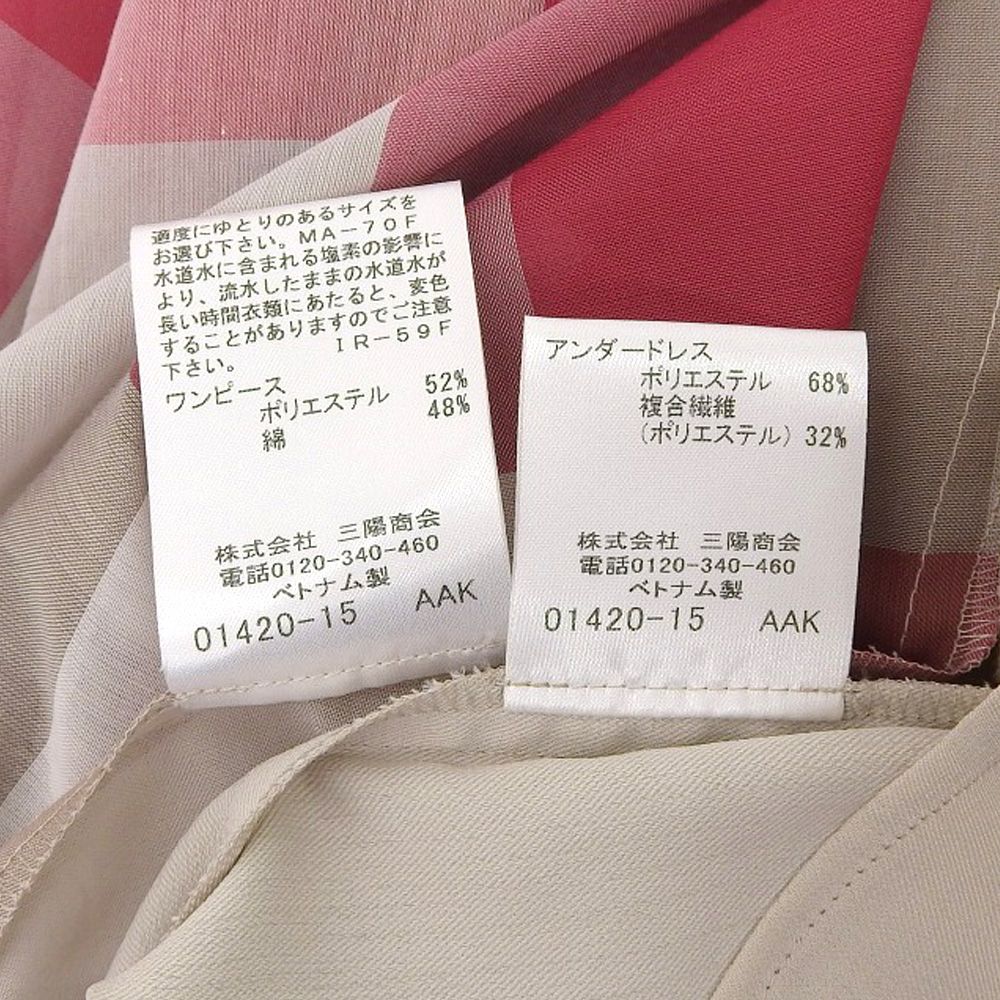 適度にゆとりのあるサイズを
お選び下さい。MA-70F
水道水に含まれる塩素の影響に
より、流水したままの水道水が
長い時間衣類にあたると、変色
することがありますのでご注意
下さい。 IR-59F
ワンピース
ポリエステル 52%
綿 48%
株式会社 三陽商会
電話0120-340-460
ベトナム製
01420-15 AAK
アンダードレス
ポリエステル 68%
複合繊維
(ポリエステル) 32%
株式会社 三陽商会
電話0120-340-460
ベトナム製
01420-15 AAK